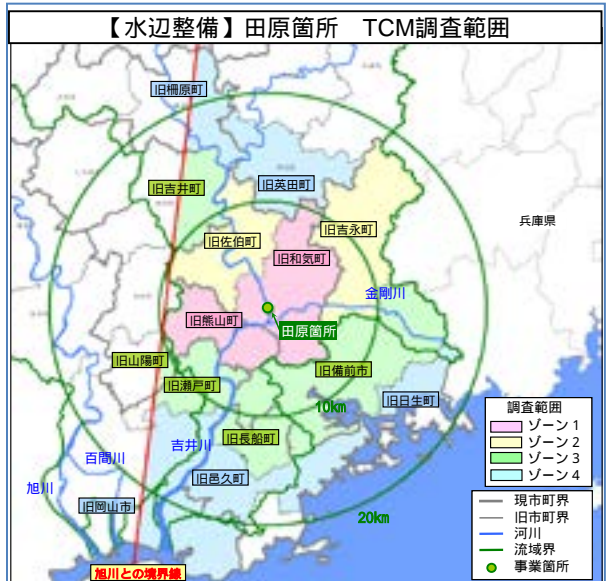 【水辺整備】田原箇所　TCM調査範囲
旧柵原町
旧吉井町
旧英田町
旧佐伯町
旧吉永町
兵庫県
旧和気町
金剛川
旧熊山町
田原箇所
旧山陽町
旧備前市
旧瀬戸町
旧日生町
10km
旧長船町
吉井川
百間川
旧邑久町
旭川
旧岡山市
20km
旭川との境界線
調査範囲
ゾーン1
ゾーン2
ゾーン3
ゾーン4
現市町界
旧市町界
河川
流域界
事業箇所